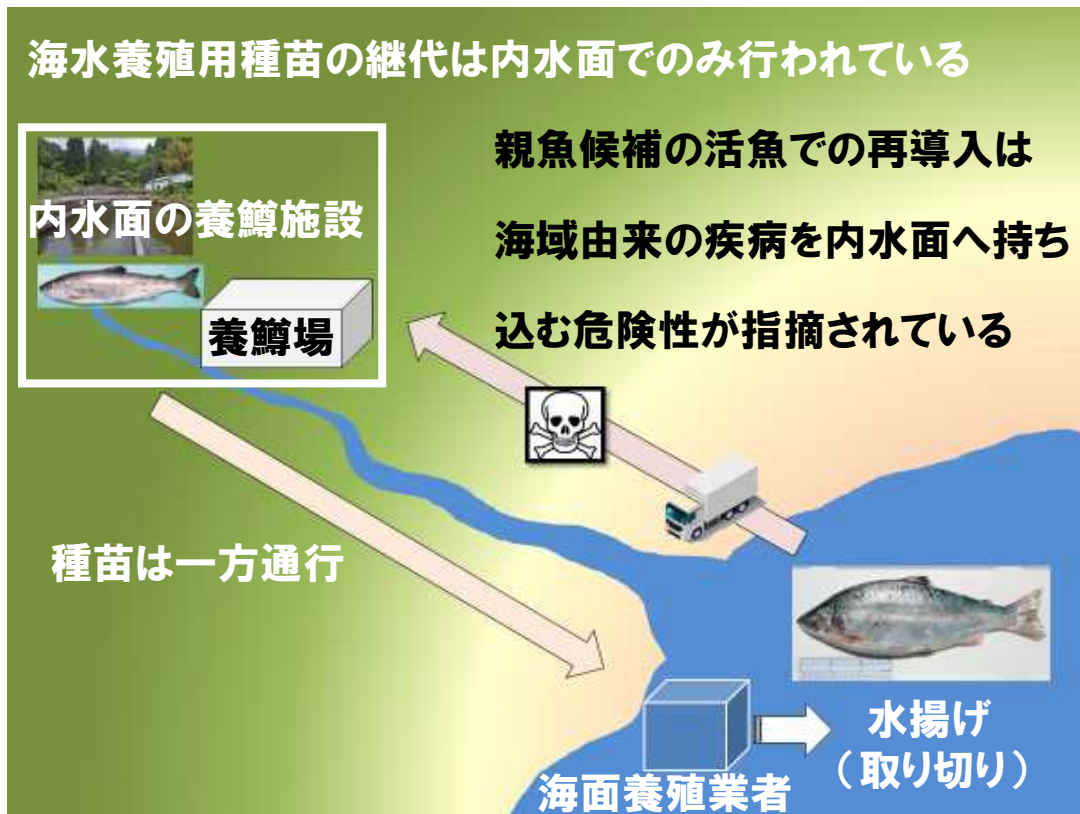 海水養殖用種苗の継代は内水面でのみ行われている
親魚候補の活魚での再導入は
海域由来の疾病を内水面へ持ち
込む危険性が指摘されている
内水面の養鱒施設
養鱒場
種苗は一方通行
水揚げ
（取り切り）
海面養殖業者